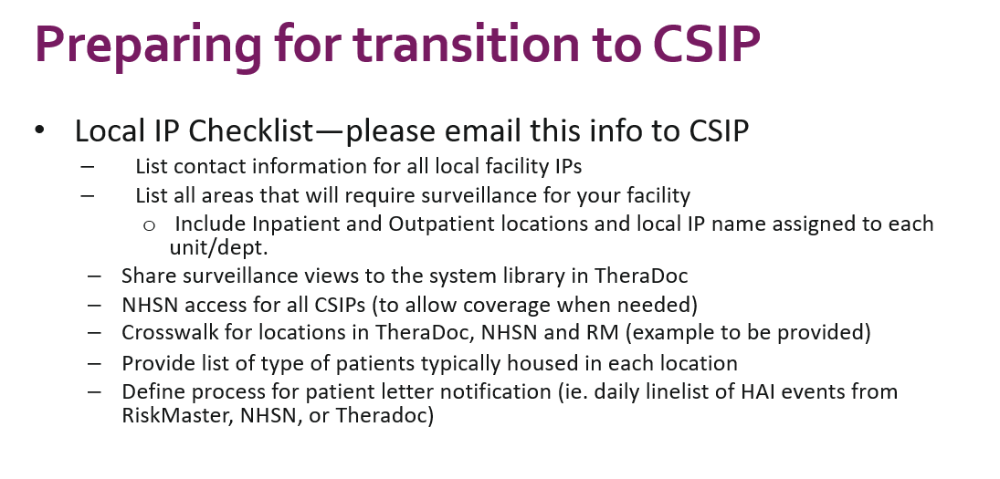 Preparing for transition to CSIP
• Local IP Checklist—please email this info to CSIP
– List contact information for all local facility IPs
– List all areas that will require surveillance for your facility
o Include Inpatient and Outpatient locations and local IP name assigned to each
unit/dept.
– Share surveillance views to the system library in TheraDoc
– NHSN access for all CSIPs (to allow coverage when needed)
– Crosswalk for locations in TheraDoc, NHSN and RM (example to be provided)
– Provide list of type of patients typically housed in each location
– Define process for patient letter notification (ie. daily linelist of HAI events from
RiskMaster, NHSN, or Theradoc)